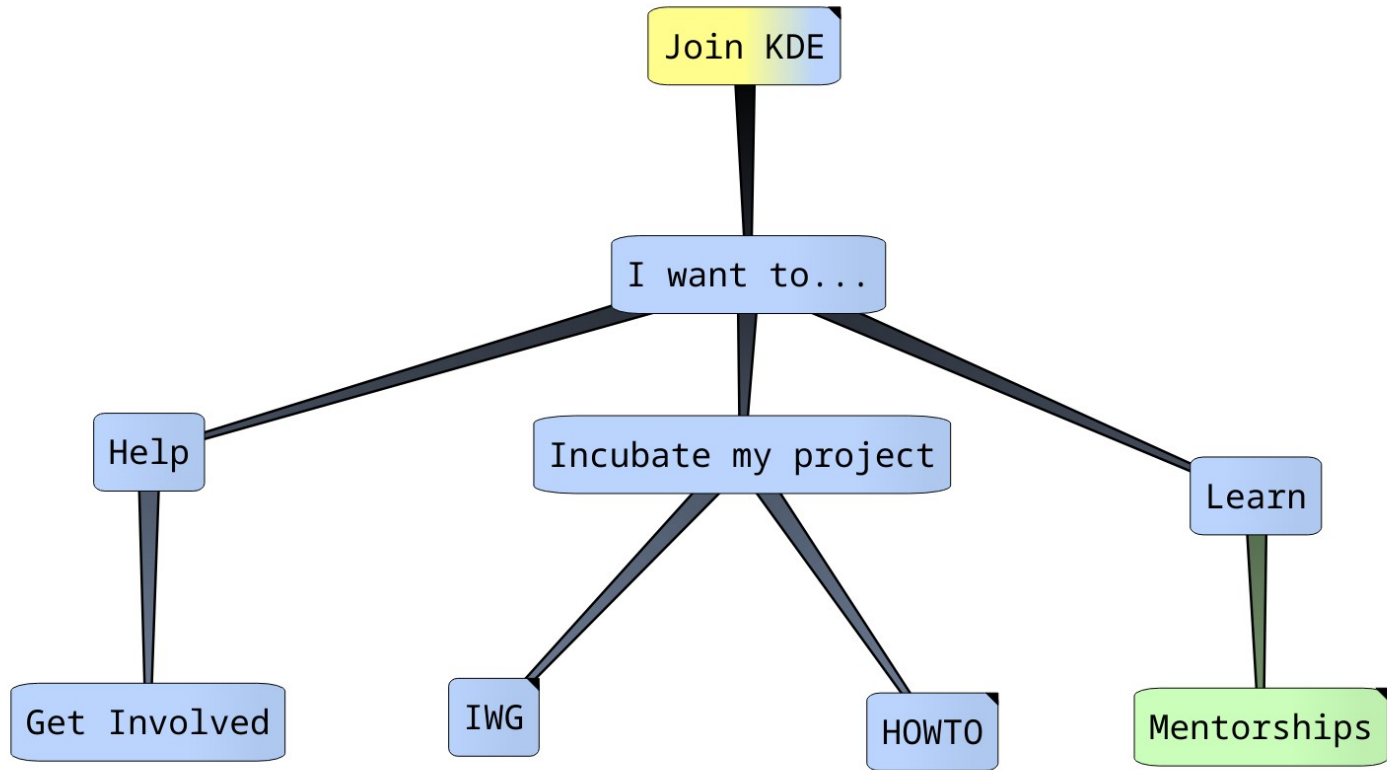 Join KDE
I want to...
Help
Incubate my project
Learn
Get Involved
IWG
HOWTO
Mentorships